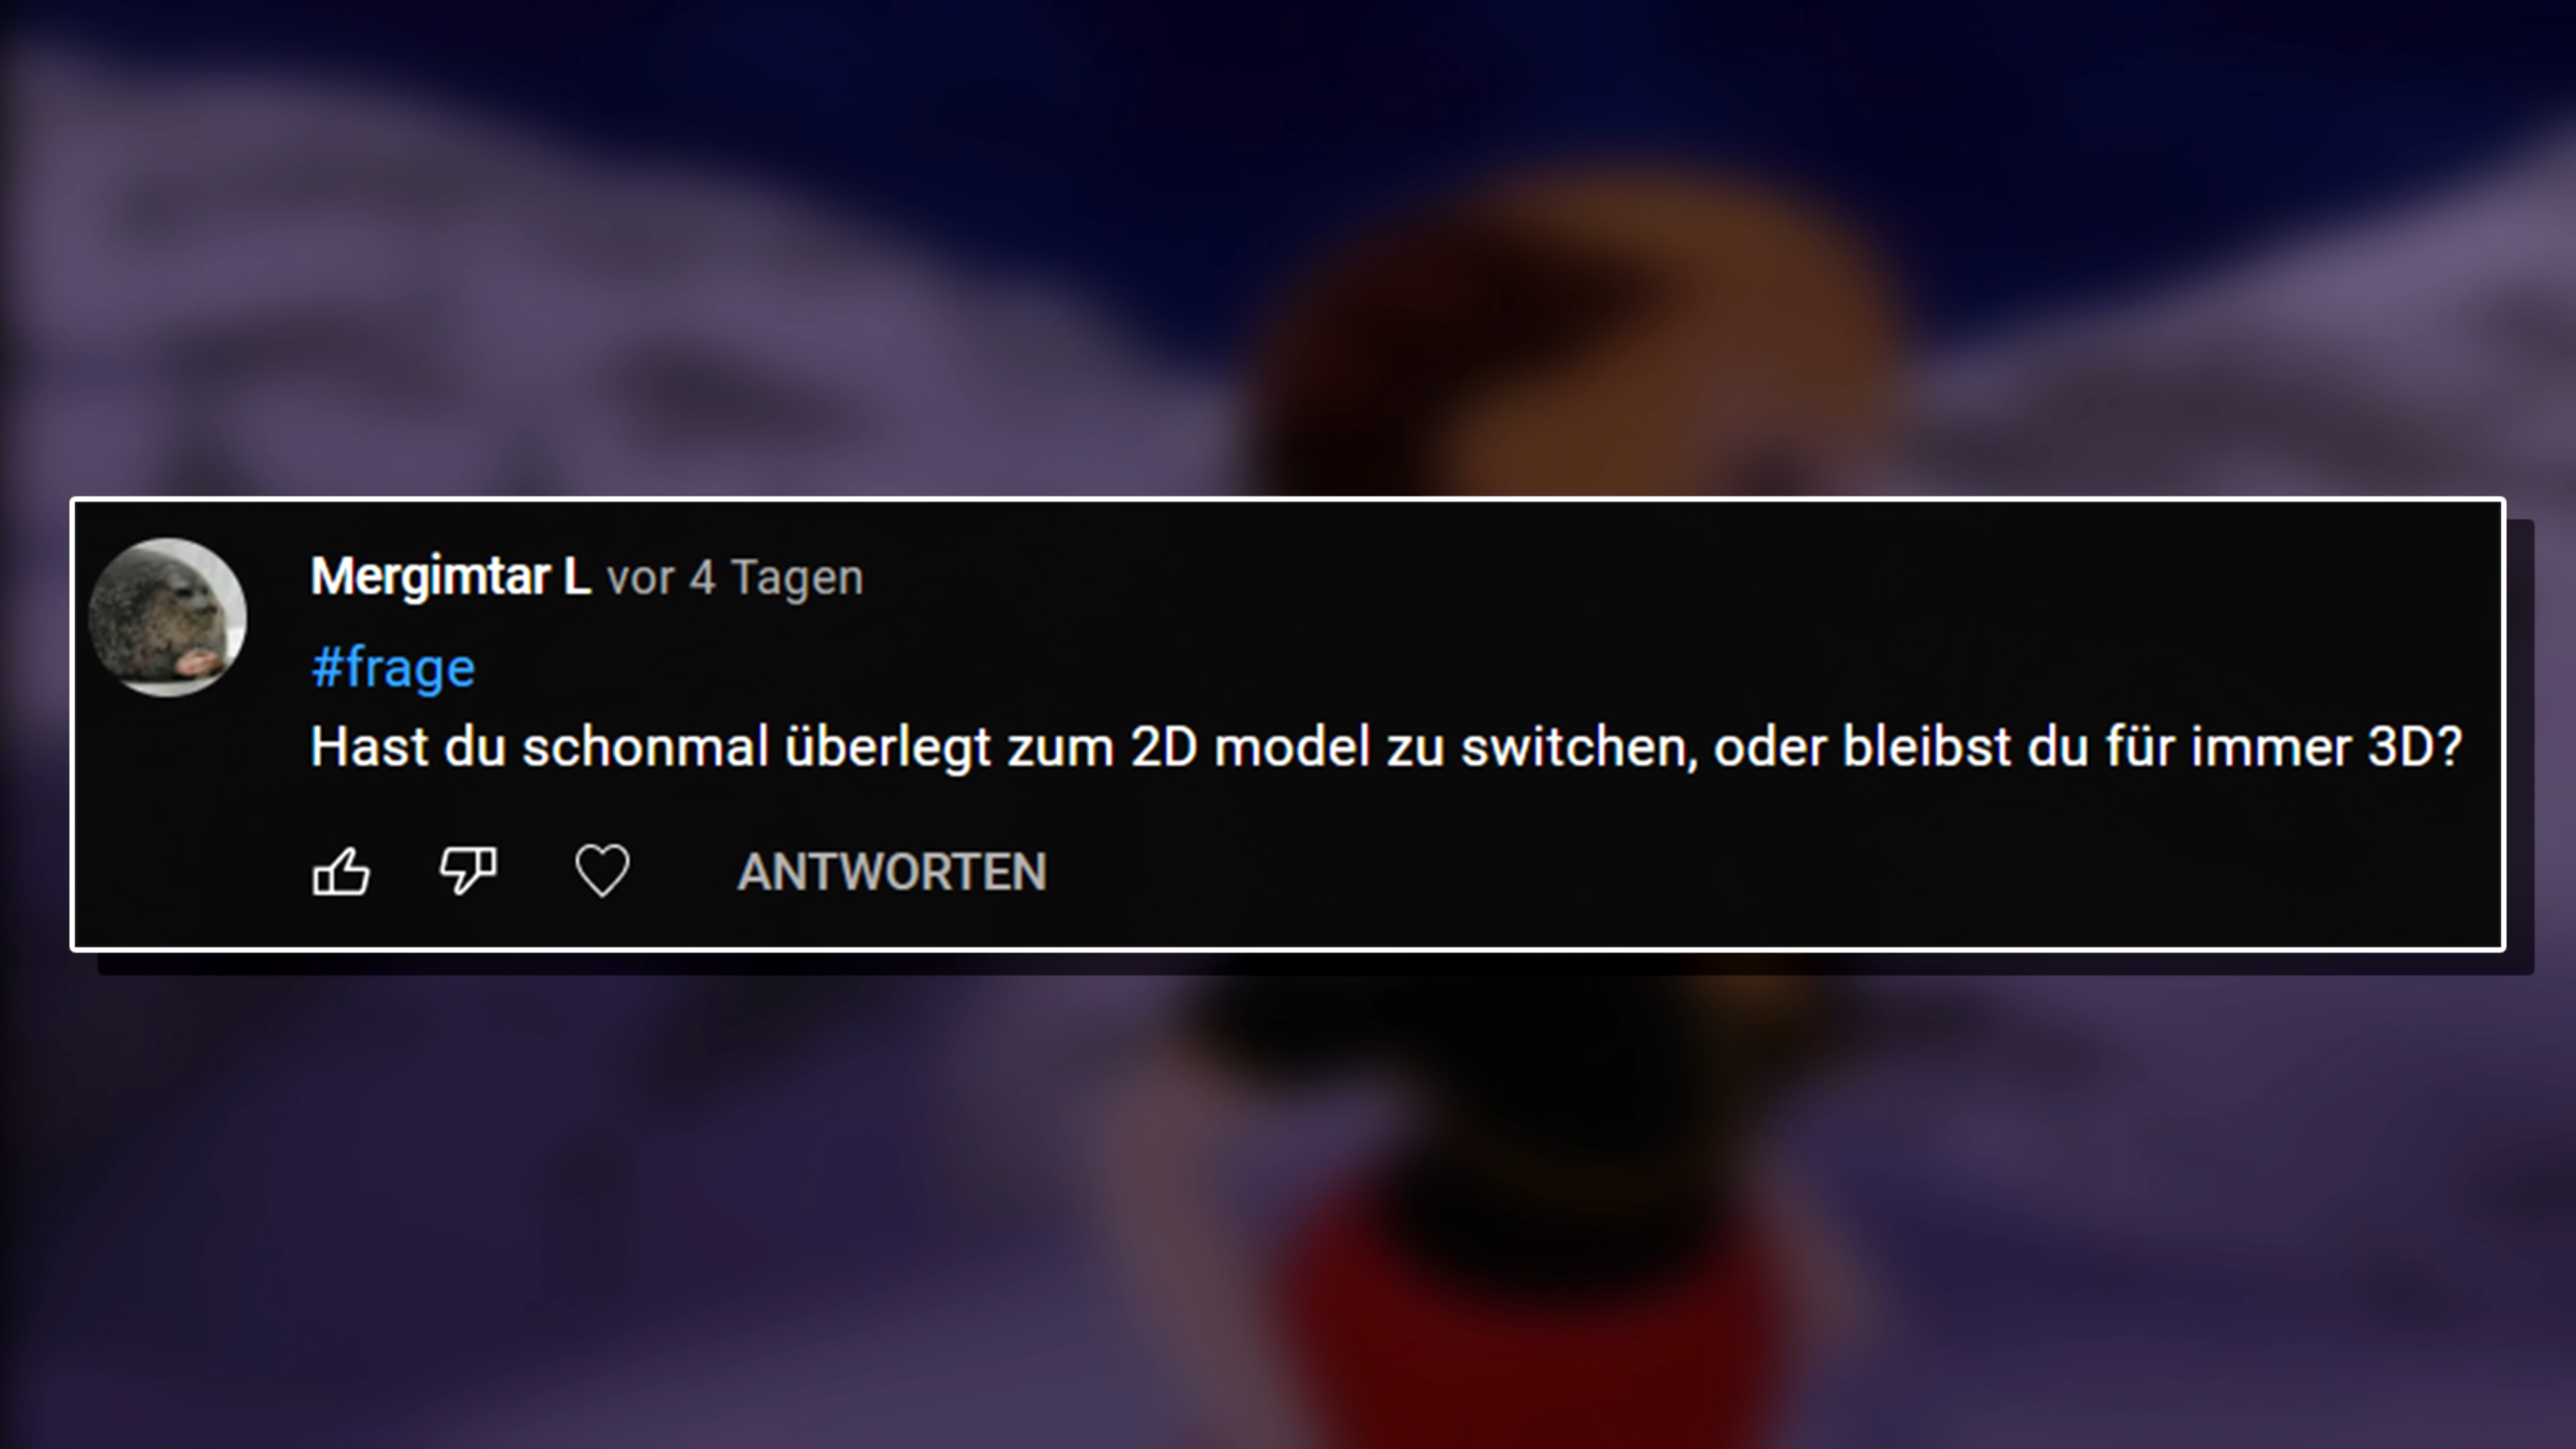 Mergimtar L vor 4 Tagen
#frage
Hast du schonmal überlegt zum 2D model zu switchen, oder bleibst du für immer 3D?
ANTWORTEN